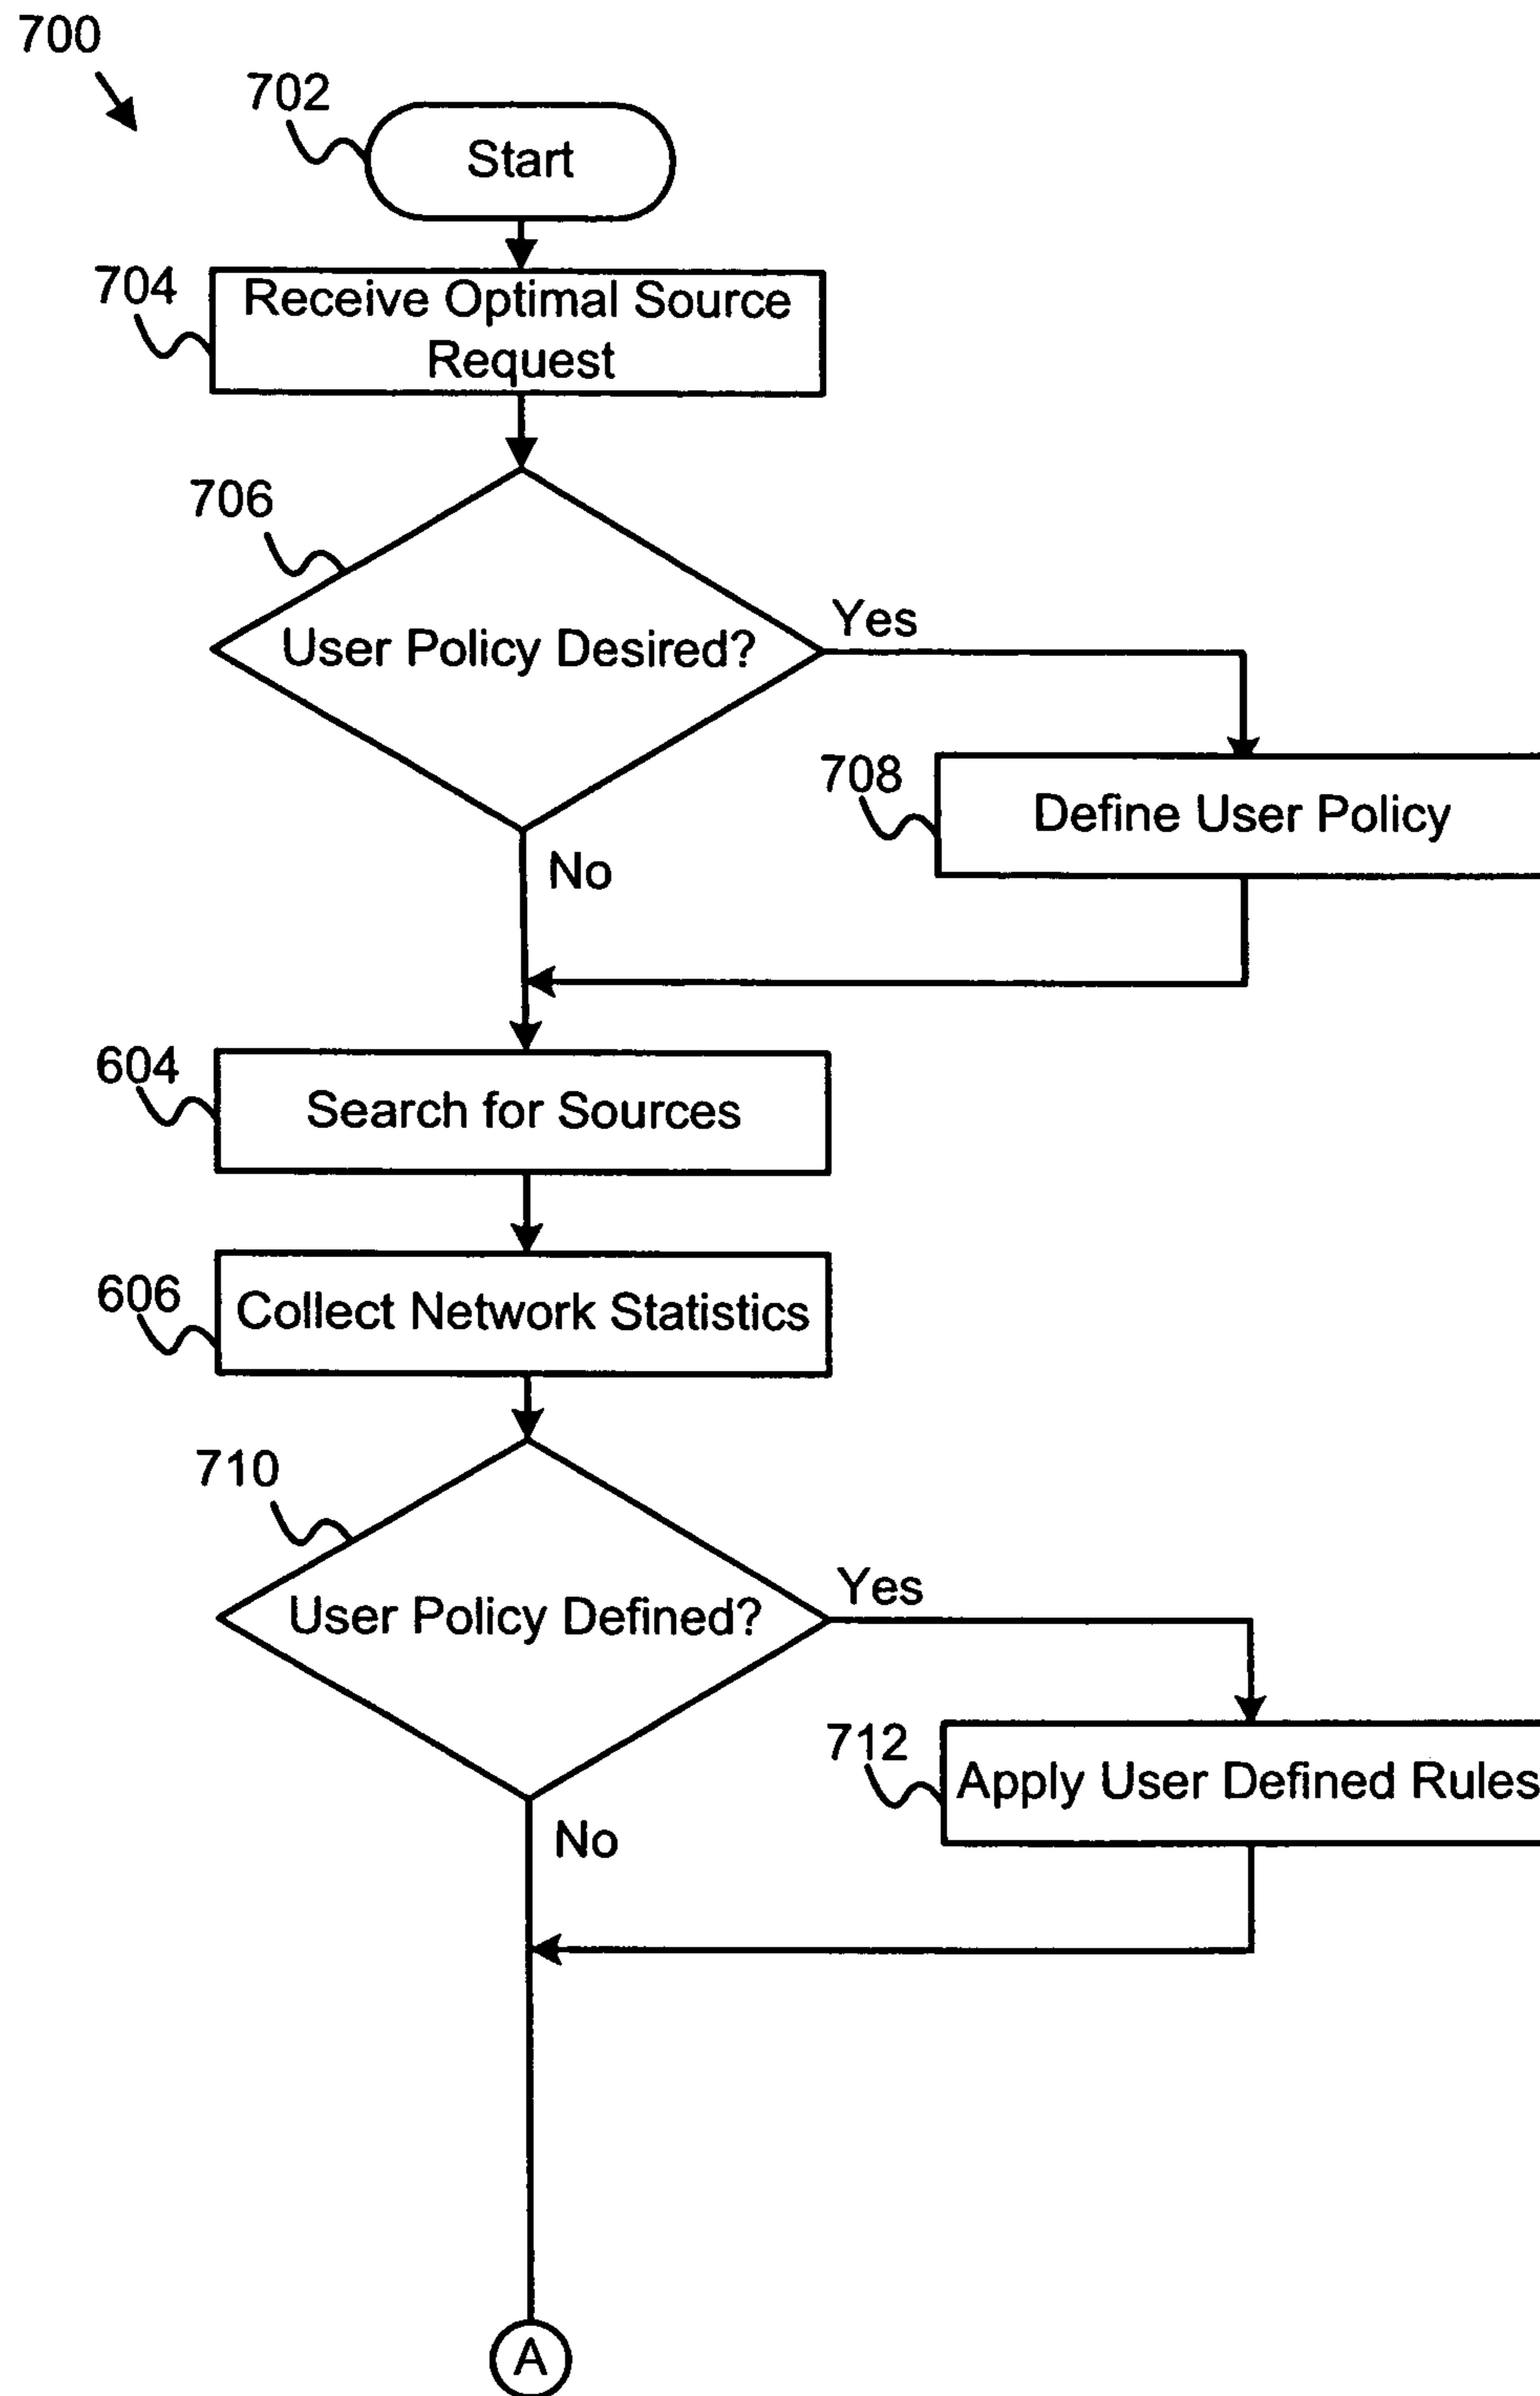 700
702
Start
704
Receive Optimal Source
Request
706
User Policy Desired?
Yes
708
Define User Policy
No
604
Search for Sources
606
Collect Network Statistics
710
User Policy Defined?
Yes
712
Apply User Defined Rules
No
A